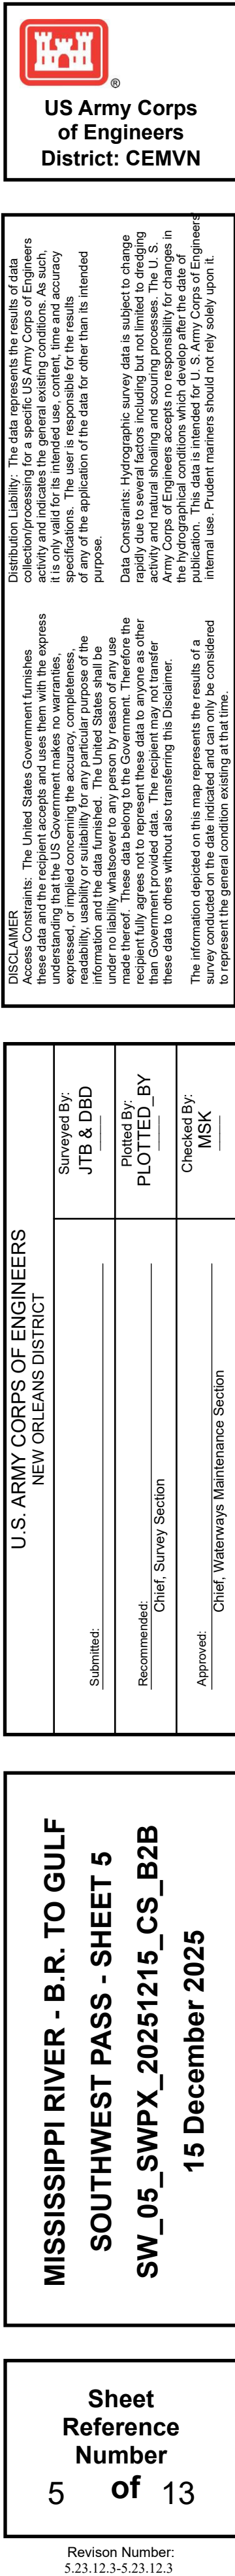 US Army Corps
of Engineers
®
District: CEMVN
DISCLAIMER
Access Constraints: The United States Government furnishes
these data and the recipient accepts and uses them with the express
understanding that the US Government makes no warranties,
expressed, or implied concerning the accuracy, completeness,
readability, usability or suitability for any particular purpose of the
information and the data furnished. The United States shall be
under no liability whatsoever to any person by reason of any use
made thereof. These data belong to the Government. Therefore the
recipient fully agrees not to represent these data to anyone as other
than Government provided data. The recipient may not transfer
these data to others without also transferring this Disclaimer.
The information depicted on this map represents the results of a
survey conducted on the date indicated and can only be considered
to represent the general condition existing at that time.
Distribution Liability: The data represents the results of data
collection/processing for a specific US Army Corps of Engineers
activity and indicates the general existing conditions. As such,
it is only valid for its intended use, content, time and accuracy
specifications. The user is responsible for the results
of any of the application of the data for other than its intended
purpose.
Data Constraints: Hydrographic survey data is subject to change
rapidly due to several factors including but not limited to dredging
activity and natural shoaling and scouring processes. The U. S.
Army Corps of Engineers accepts no responsibility for changes in
the hydrographical conditions which develop after the date of
publication. This data is intended for U. S. Army Corps of Engineers'
internal use. Prudent mariners should not rely solely upon it.
U.S. ARMY CORPS OF ENGINEERS
NEW ORLEANS DISTRICT
Submitted:
Surveyed By:
JTB & DBD
Recommended:
Chief, Survey Section
Plotted By:
PLOTTED_BY
Approved:
Chief, Waterways Maintenance Section
Checked By:
MSK
MISSISSIPPI RIVER - B.R. TO GULF
SOUTHWEST PASS - SHEET 5
SW_05_SWPX_20251215_CS_B2B
15 December 2025
Sheet
Reference
Number
5 of 13
Revison Number:
5.23.12.3-5.23.12.3